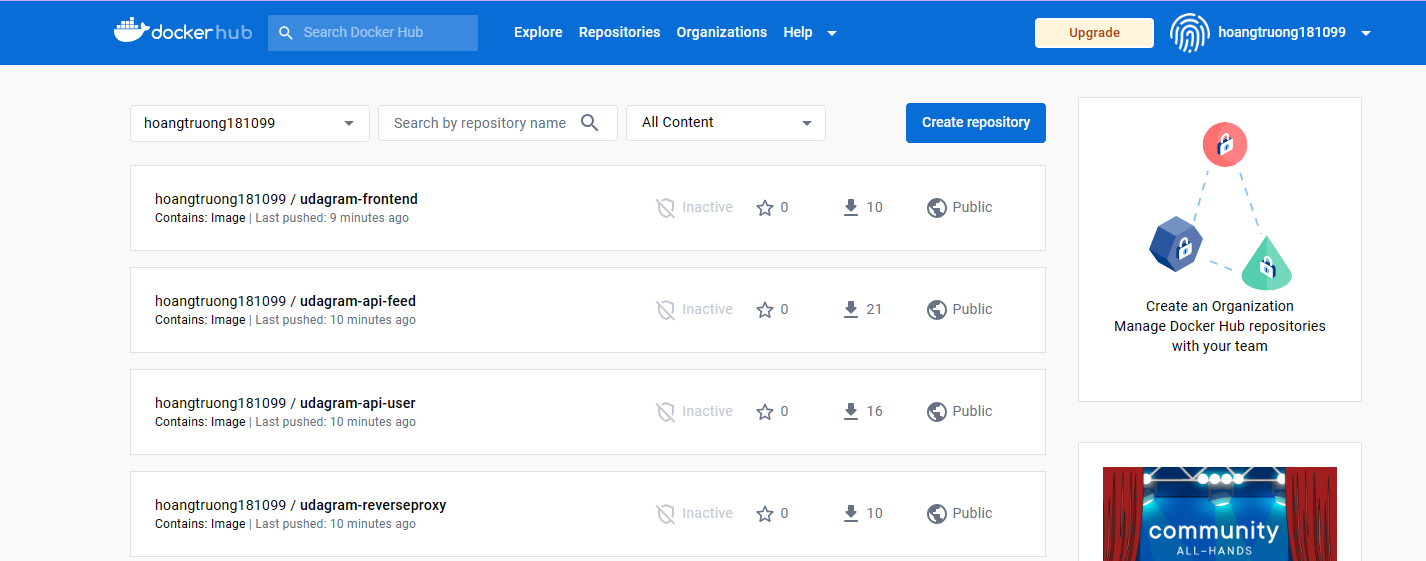 dockerhub
Search Docker Hub
Explore
Repositories
Organizations
Help
Upgrade
hoangtruong181099
hoangtruong181099
Search by repository name
All Content
Create repository
hoangtruong181099 / udagram-frontend
Contains: Image | Last pushed: 9 minutes ago
Inactive
0
10
Public
hoangtruong181099 / udagram-api-feed
Contains: Image | Last pushed: 10 minutes ago
Inactive
0
21
Public
hoangtruong181099 / udagram-api-user
Contains: Image | Last pushed: 10 minutes ago
Inactive
0
16
Public
hoangtruong181099 / udagram-reverseproxy
Contains: Image | Last pushed: 10 minutes ago
Inactive
0
10
Public
Create an Organization
Manage Docker Hub repositories
with your team
community
ALL-HANDS